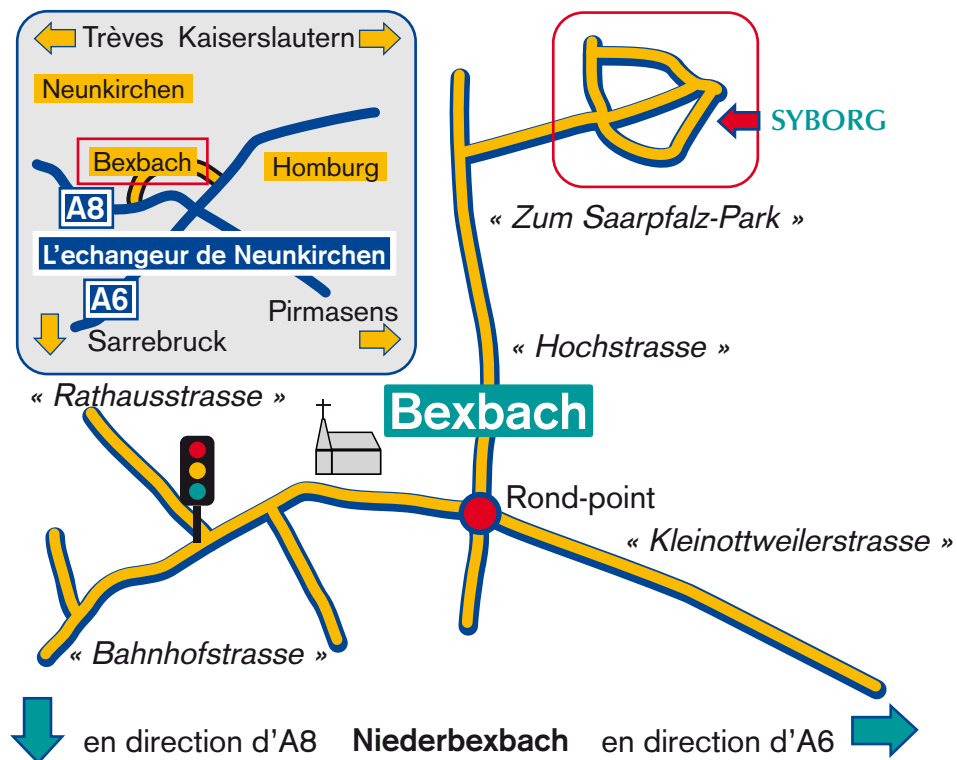 Trèves Kaiserslautern
Neunkirchen
Bexbach
Homburg
A8
L'echangeur de Neunkirchen
A6
Pirmasens
Sarrebruck
SYBORG
« Zum Saarpfalz-Park »
« Hochstrasse »
« Rathausstrasse »
Bexbach
Rond-point
« Kleinottweilerstrasse »
« Bahnhofstrasse »
en direction d'A8 Niederbexbach en direction d'A6